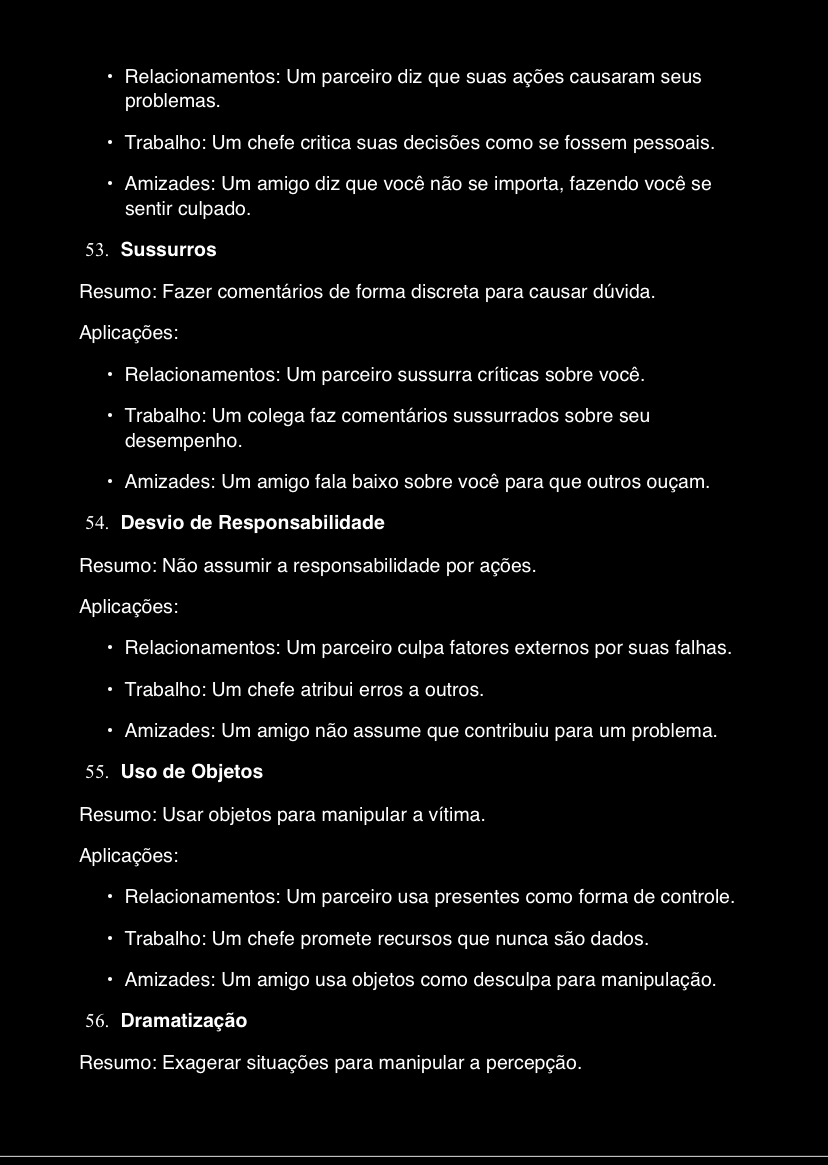 • Relacionamentos: Um parceiro diz que suas ações causaram seus
problemas.
• Trabalho: Um chefe critica suas decisões como se fossem pessoais.
• Amizades: Um amigo diz que você não se importa, fazendo você se
sentir culpado.
53. Sussurros
Resumo: Fazer comentários de forma discreta para causar dúvida.
Aplicações:
• Relacionamentos: Um parceiro sussurra críticas sobre você.
• Trabalho: Um colega faz comentários sussurrados sobre seu
desempenho.
• Amizades: Um amigo fala baixo sobre você para que outros ouçam.
54. Desvio de Responsabilidade
Resumo: Não assumir a responsabilidade por ações.
Aplicações:
• Relacionamentos: Um parceiro culpa fatores externos por suas falhas.
• Trabalho: Um chefe atribui erros a outros.
• Amizades: Um amigo não assume que contribuiu para um problema.
55. Uso de Objetos
Resumo: Usar objetos para manipular a vítima.
Aplicações:
• Relacionamentos: Um parceiro usa presentes como forma de controle.
• Trabalho: Um chefe promete recursos que nunca são dados.
• Amizades: Um amigo usa objetos como desculpa para manipulação.
56. Dramatização
Resumo: Exagerar situações para manipular a percepção.